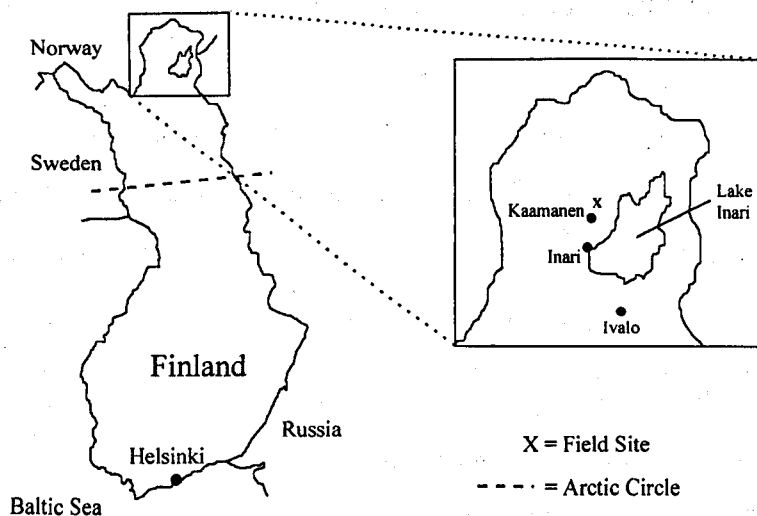 Norway
Sweden
Finland
Russia
Helsinki
Baltic Sea
Kaamanen
x
Lake
Inari
Inari
Ivalo
X = Field Site
= Arctic Circle